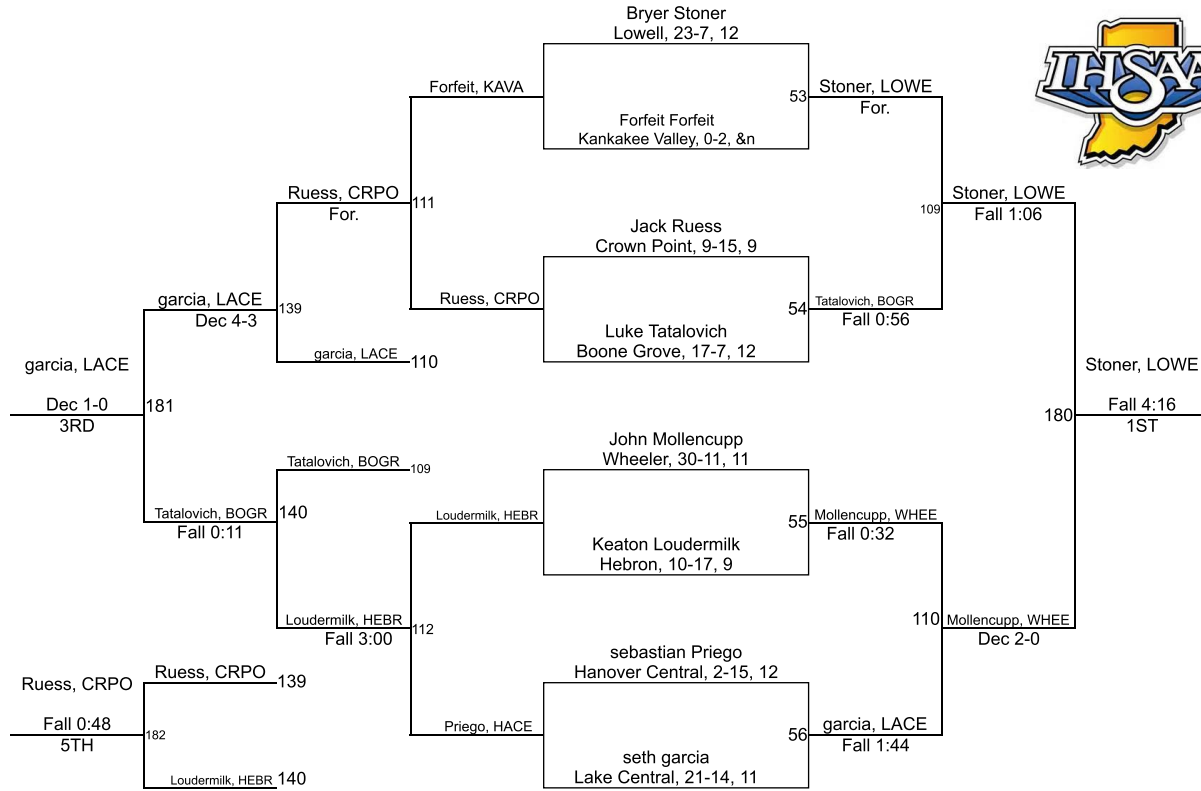 Bryer Stoner
Lowell, 23-7, 12
IHSAA
Forfeit, KAVA
53
Stoner, LOWE
For.
Forfeit Forfeit
Kankakee Valley, 0-2, &n
Ruess, CRPO
For.
111
109
Stoner, LOWE
Fall 1:06
Jack Ruess
Crown Point, 9-15, 9
garcia, LACE
Dec 4-3
139
Ruess, CRPO
54
Tatalovich, BOGR
Fall 0:56
Luke Tatalovich
Boone Grove, 17-7, 12
garcia, LACE
110
garcia, LACE
Dec 1-0
3RD
181
Stoner, LOWE
180
Fall 4:16
1ST
John Mollencupp
Wheeler, 30-11, 11
Tatalovich, BOGR
109
Tatalovich, BOGR
Fall 0:11
140
Loudermilk, HEBR
55
Mollencupp, WHEE
Fall 0:32
Keaton Loudermilk
Hebron, 10-17, 9
Loudermilk, HEBR
Fall 3:00
112
110
Mollencupp, WHEE
Dec 2-0
sebastian Priego
Hanover Central, 2-15, 12
Ruess, CRPO
Ruess, CRPO
139
Fall 0:48
5TH
182
Priego, HACE
56
garcia, LACE
Fall 1:44
seth garcia
Lake Central, 21-14, 11
Loudermilk, HEBR
140